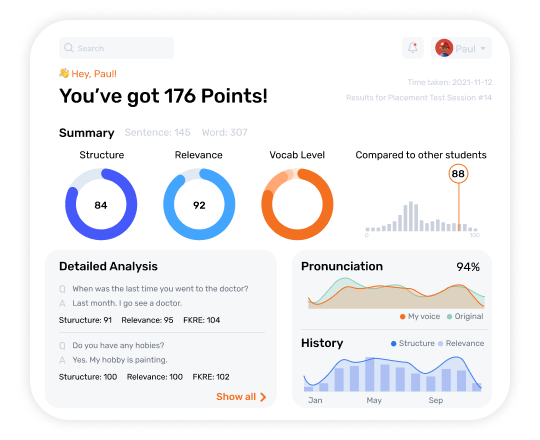 Search
Paul
👋 Hey, Paul!
Time taken: 2021-11-12
You've got 176 Points!
Results for Placement Test Session #14
Summary Sentence: 145 Word: 307
Structure
Relevance
Vocab Level
Compared to other students
88
84
92
0
100
Detailed Analysis
Q When was the last time you went to the doctor?
A Last month. I go see a doctor.
Sturucture: 91 Relevance: 95 FKRE: 104
Q Do you have any hobies?
A Yes. My hobby is painting.
Sturucture: 100 Relevance: 100 FKRE: 102
Show all
Pronunciation 94%
My voice Original
History Structure Relevance
Jan May Sep